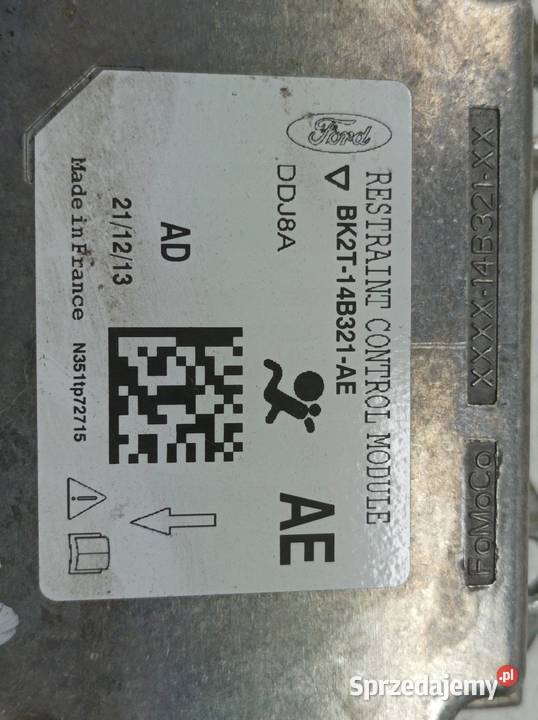 Ford
RESTRAINT CONTROL MODULE
BK2T-14B321-AE
DDJ8A
AE
AD
21/12/13
Made in France N351tp72715
XXXX-14B321-XX
FoMoCo
Sprzedajemy.pl